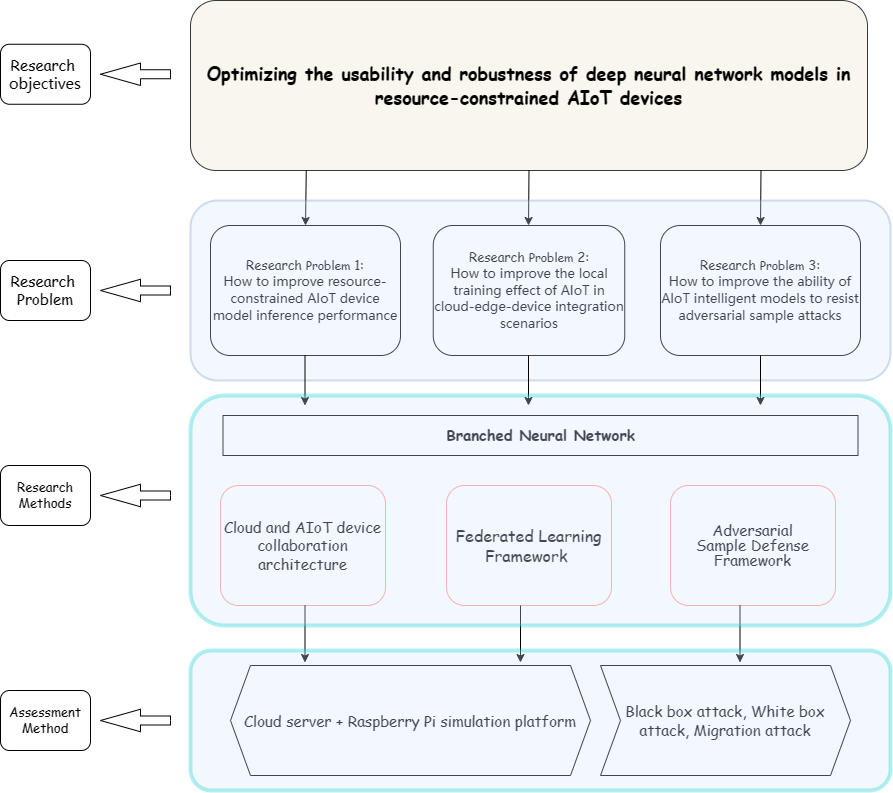 Research
objectives
Optimizing the usability and robustness of deep neural network models in
resource-constrained AIoT devices
Research
Problem
Research Problem 1:
How to improve resource-
constrained AIoT device
model inference performance
Research Problem 2:
How to improve the local
training effect of AIoT in
cloud-edge-device integration
scenarios
Research Problem 3:
How to improve the ability of
AIoT intelligent models to resist
adversarial sample attacks
Research
Methods
Branched Neural Network
Cloud and AIoT device
collaboration
architecture
Federated Learning
Framework
Adversarial
Sample Defense
Framework
Assessment
Method
Cloud server + Raspberry Pi simulation platform
Black box attack, White box
attack, Migration attack